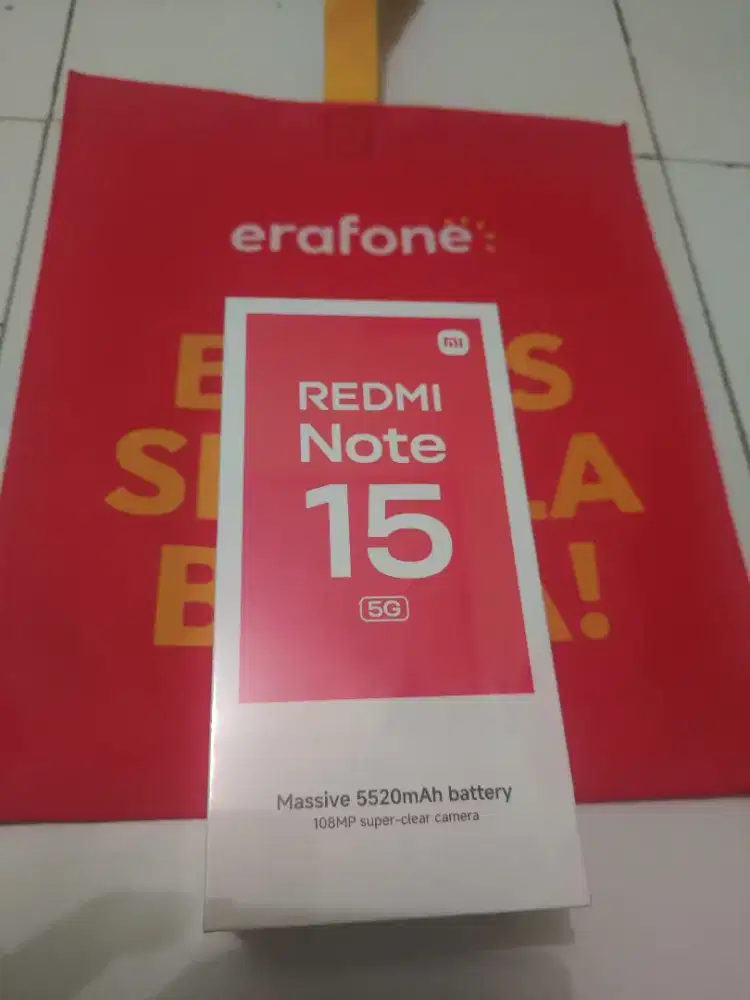 erafone
mi
REDMI
Note
15
5G
Massive 5520mAh battery
108MP super-clear camera